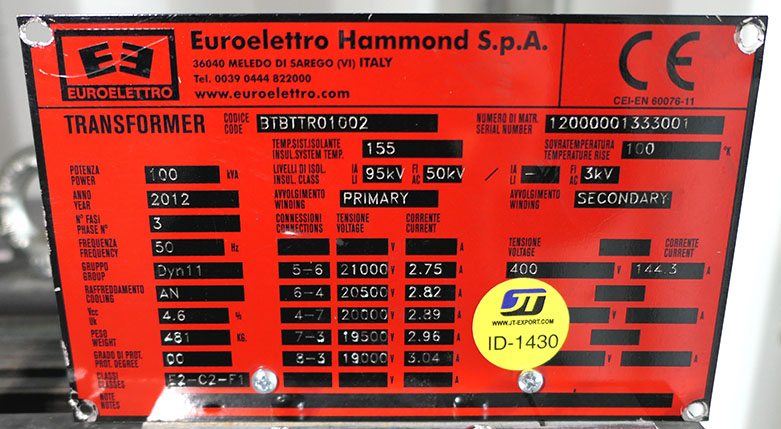 EUROELETTRO
Euroelettro Hammond S.p.A.
36040 MELEDO DI SAREGO (VI) ITALY
Tel. 0039 0444 822000
www.euroelettro.com
CEI-EN 60076-11
TRANSFORMER CODICE CODE BTBTTR01002 NUMERO DI MATR. SERIAL NUMBER 12000001333001
TEMP.SIST.ISOLANTE INSUL.SYSTEM TEMP. 155 SOVRATEMPERATURA TEMPERATURE RISE 100 °K
POTENZA POWER 100 kVA LIVELLI DI ISOL. INSUL. CLASS IA LI 95kV FI AC 50kV / IA LI - FI AC 3kV
ANNO YEAR 2012 AVVOLGIMENTO WINDING PRIMARY AVVOLGIMENTO WINDING SECONDARY
N° FASI PHASE N° 3 CONNESSIONI CONNECTIONS TENSIONE VOLTAGE CORRENTE CURRENT
FREQUENZA FREQUENCY 50 Hz V A TENSIONE VOLTAGE CORRENTE CURRENT
GRUPPO GROUP Dyn11 5-6 21000 V 2.75 A 400 V 144.3 A
RAFFREDDAMENTO COOLING AN 6-4 20500 V 2.82 A
Vcc Uk 4.6 % 4-7 20000 V 2.89 A
PESO WEIGHT 481 KG. 7-3 19500 V 2.96 A
GRADO DI PROT. PROT. DEGREE 00 8-3 19000 V 3.04 A
CLASSI CLASSES E2-C2-F1 V A
NOTE NOTES
JT
WWW.JT-EXPORT.COM
ID-1430